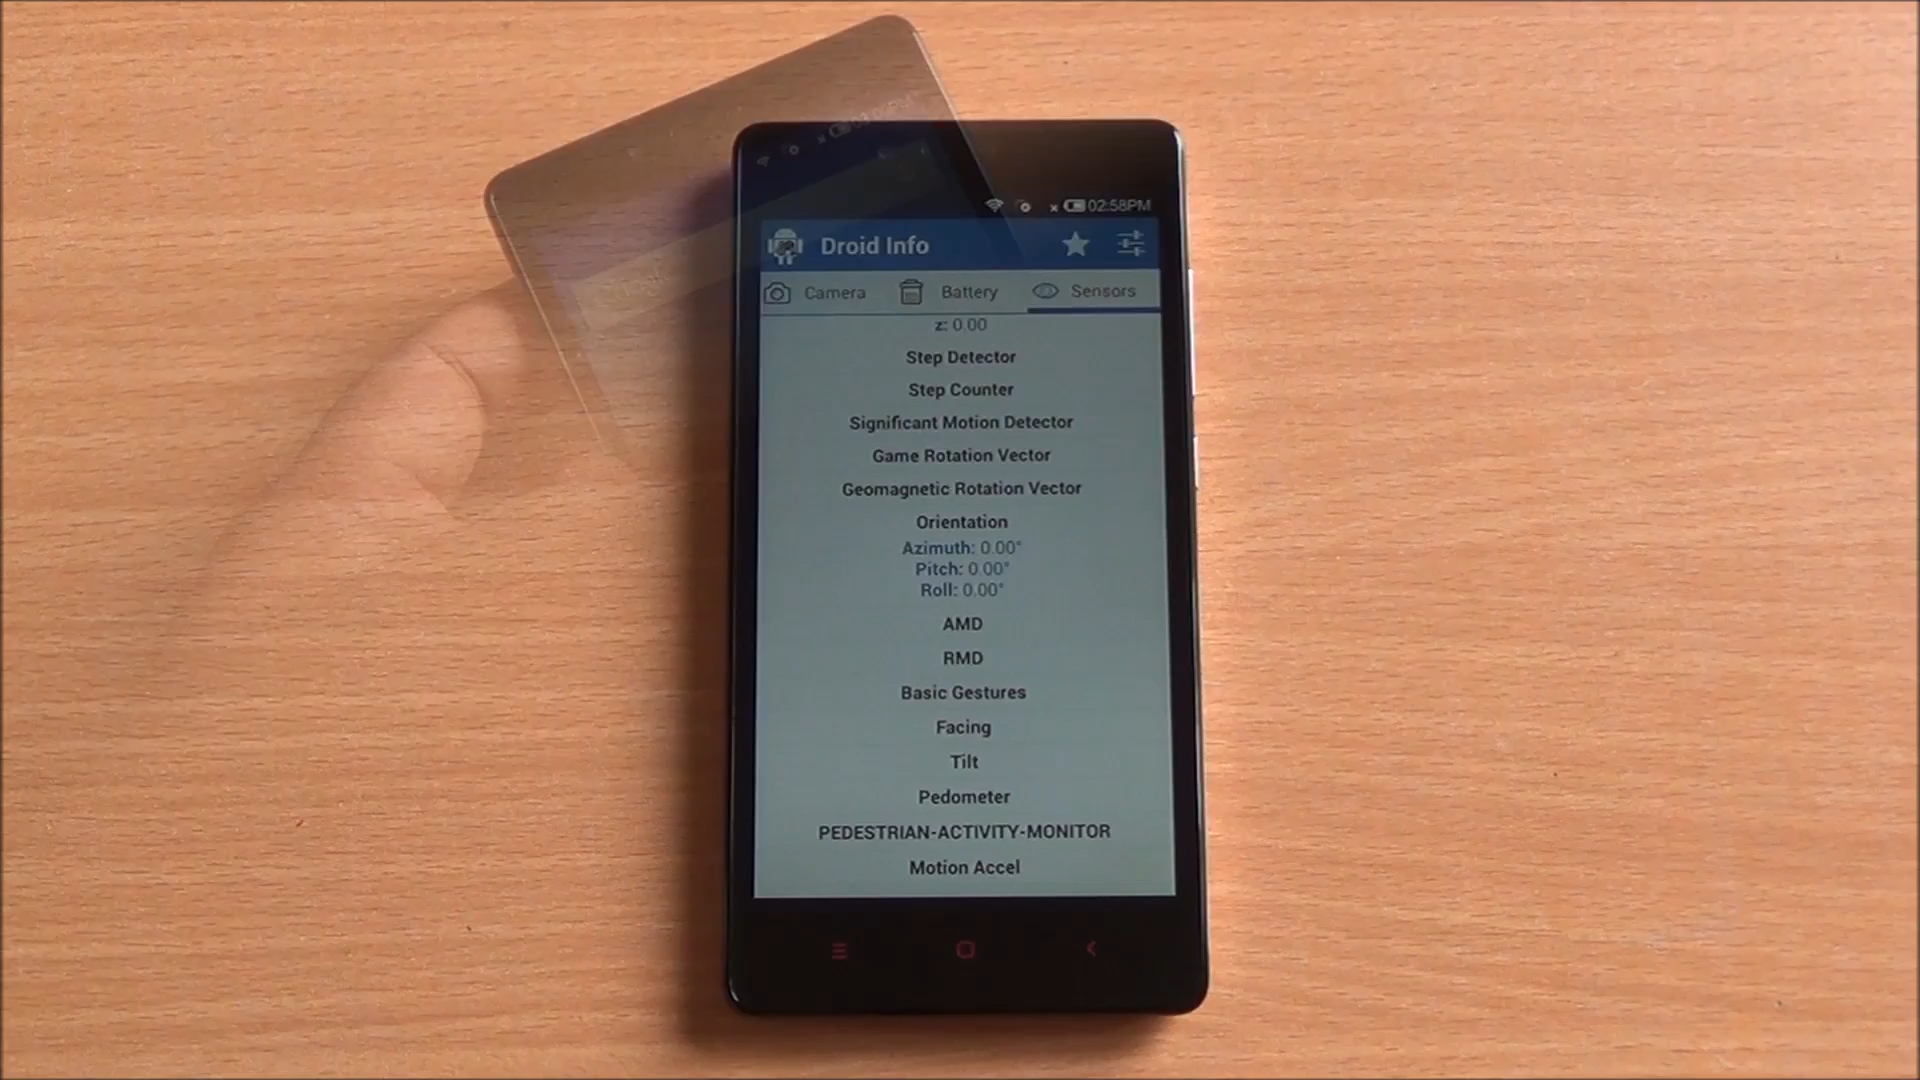 02:58PM
Droid Info
Camera Battery Sensors
z: 0.00
Step Detector
Step Counter
Significant Motion Detector
Game Rotation Vector
Geomagnetic Rotation Vector
Orientation
Azimuth: 0.00°
Pitch: 0.00°
Roll: 0.00°
AMD
RMD
Basic Gestures
Facing
Tilt
Pedometer
PEDESTRIAN-ACTIVITY-MONITOR
Motion Accel